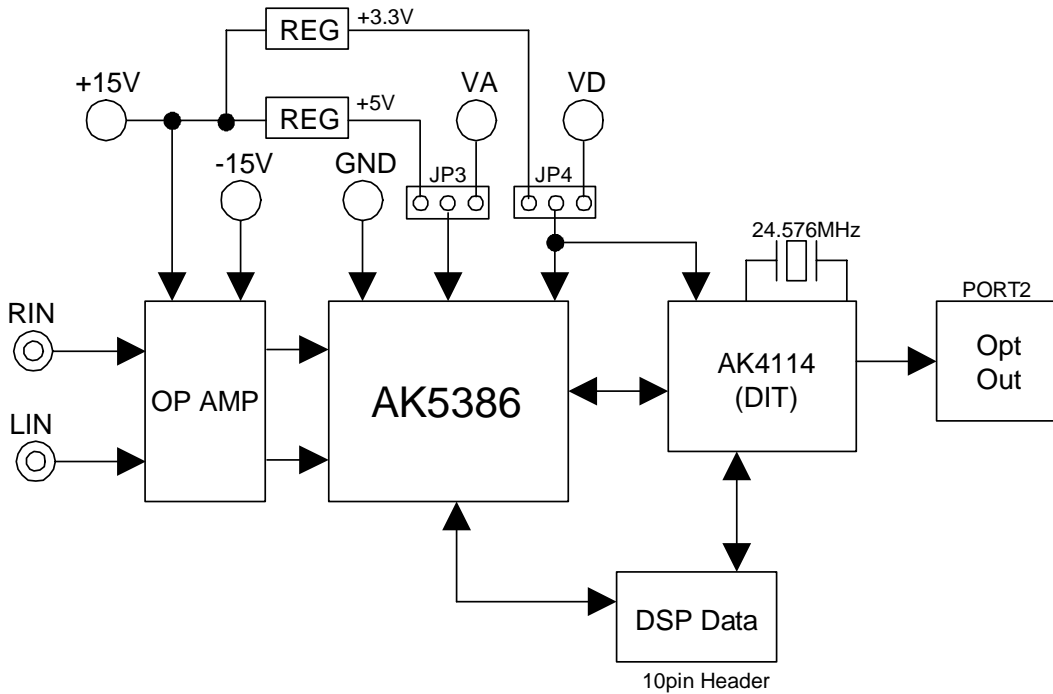 REG
+3.3V
+15V
REG
+5V
VA
VD
-15V
GND
JP3
JP4
24.576MHz
RIN
LIN
OP AMP
AK5386
AK4114
(DIT)
PORT2
Opt
Out
DSP Data
10pin Header